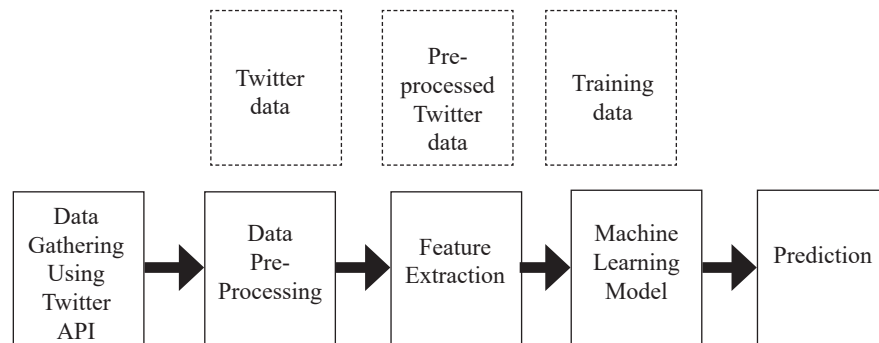 Twitter
data
Pre-
processed
Twitter
data
Training
data
Data
Gathering
Using
Twitter
API
Data
Pre-
Processing
Feature
Extraction
Machine
Learning
Model
Prediction